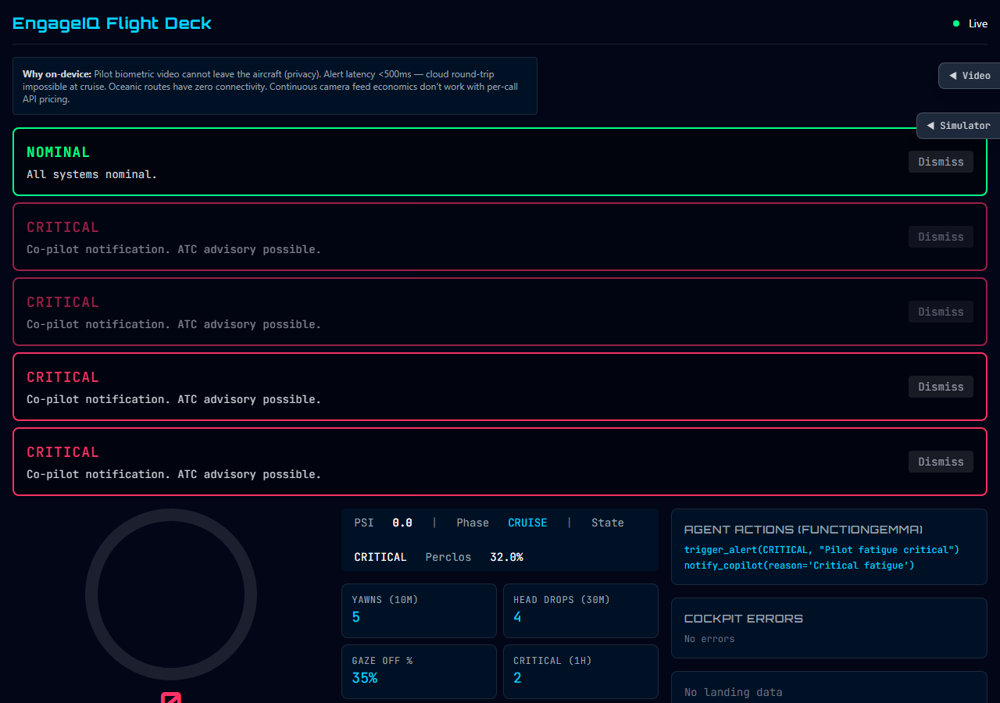 EngageIQ Flight Deck
Live
Why on-device: Pilot biometric video cannot leave the aircraft (privacy). Alert latency <500ms — cloud round-trip
impossible at cruise. Oceanic routes have zero connectivity. Continuous camera feed economics don't work with per-call
API pricing.
◀ Video
◀ Simulator
NOMINAL
All systems nominal.
Dismiss
CRITICAL
Co-pilot notification. ATC advisory possible.
Dismiss
CRITICAL
Co-pilot notification. ATC advisory possible.
Dismiss
CRITICAL
Co-pilot notification. ATC advisory possible.
Dismiss
CRITICAL
Co-pilot notification. ATC advisory possible.
Dismiss
PSI 0.0 | Phase CRUISE | State
CRITICAL Perclos 32.0%
YAWNS (10M)
5
HEAD DROPS (30M)
4
GAZE OFF %
35%
CRITICAL (1H)
2
AGENT ACTIONS (FUNCTIONGEMMA)
trigger_alert(CRITICAL, "Pilot fatigue critical")
notify_copilot(reason='Critical fatigue')
COCKPIT ERRORS
No errors
No landing data